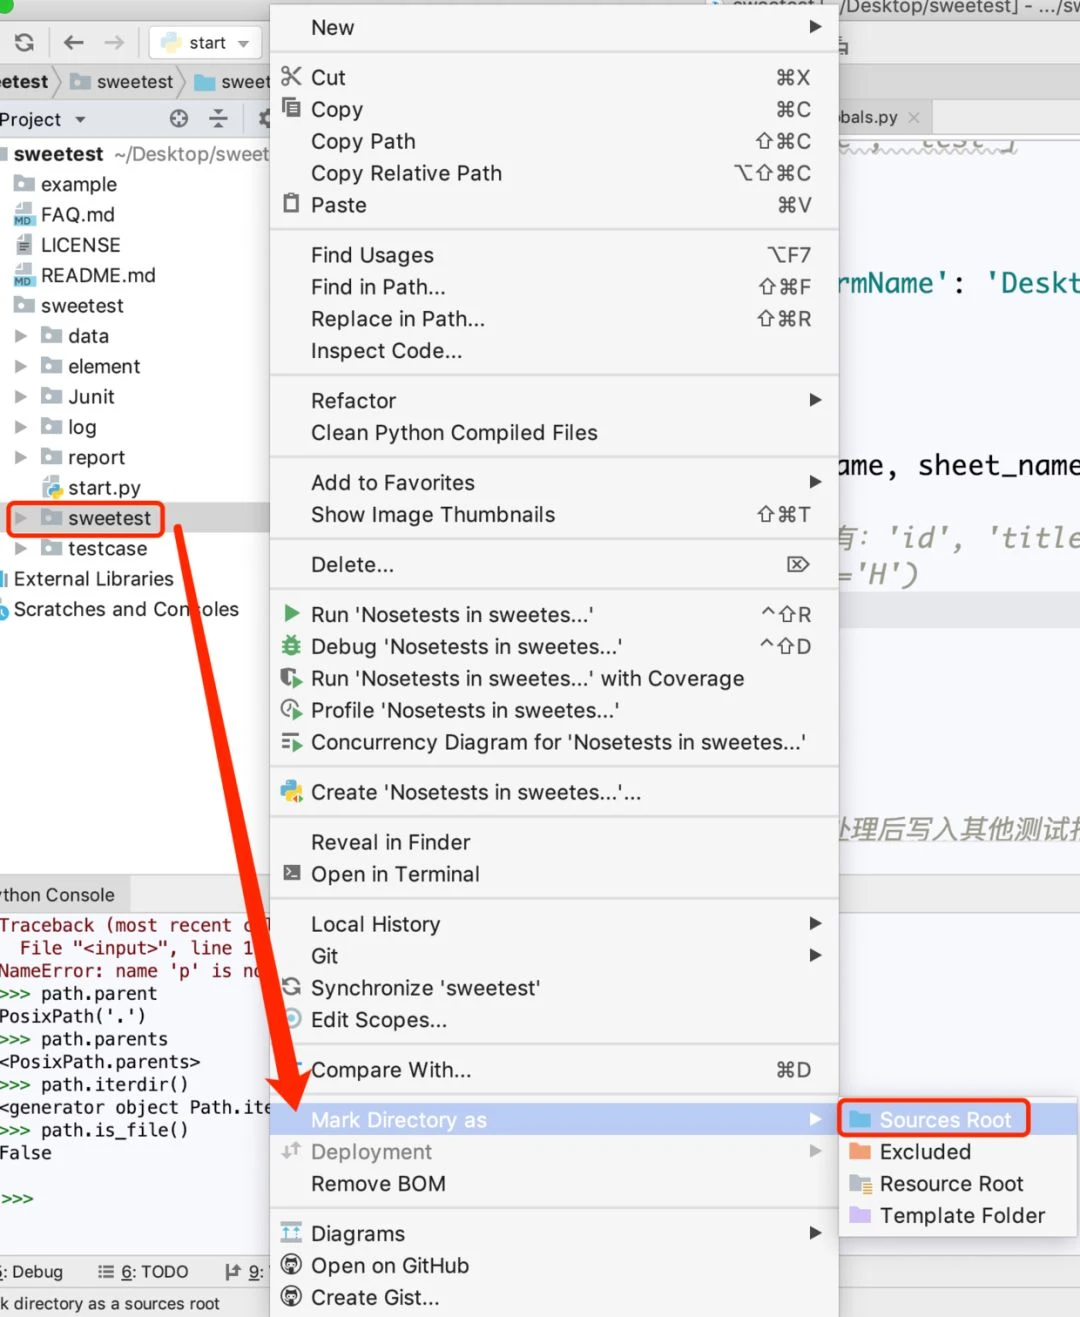 sweetest] ~/Desktop/sweetest] - .../sw
start
eetest
sweetest
sweet
Project
bals.py
sweetest ~/Desktop/sweet
example
FAQ.md
LICENSE
README.md
sweetest
data
element
Junit
log
report
start.py
sweetest
testcase
External Libraries
Scratches and Consoles
New
Cut ⌘X
Copy ⌘C
Copy Path ⇧⌘C
Copy Relative Path ⌥⇧⌘C
Paste ⌘V
Find Usages ⌥F7
Find in Path... ⇧⌘F
Replace in Path... ⇧⌘R
Inspect Code...
Refactor
Clean Python Compiled Files
Add to Favorites
Show Image Thumbnails ⇧⌘T
Delete... ⌦
Run 'Nosetests in sweetes...' ^⇧R
Debug 'Nosetests in sweetes...' ^⇧D
Run 'Nosetests in sweetes...' with Coverage
Profile 'Nosetests in sweetes...'
Concurrency Diagram for 'Nosetests in sweetes...'
Create 'Nosetests in sweetes...'...
Reveal in Finder
Open in Terminal
Local History
Git
Synchronize 'sweetest'
Edit Scopes...
Compare With... ⌘D
Mark Directory as
Deployment
Remove BOM
Diagrams
Open on GitHub
Create Gist...
Sources Root
Excluded
Resource Root
Template Folder
rmName': 'Deskt
ame, sheet_name
有: 'id', 'title
='H')
处理后写入其他测试
ython Console
Traceback (most recent c
File "<input>", line 1
NameError: name 'p' is no
>>> path.parent
PosixPath('.')
>>> path.parents
<PosixPath.parents>
>>> path.iterdir()
<generator object Path.ite
>>> path.is_file()
False
>>>
5: Debug
6: TODO
9:
k directory as a sources root